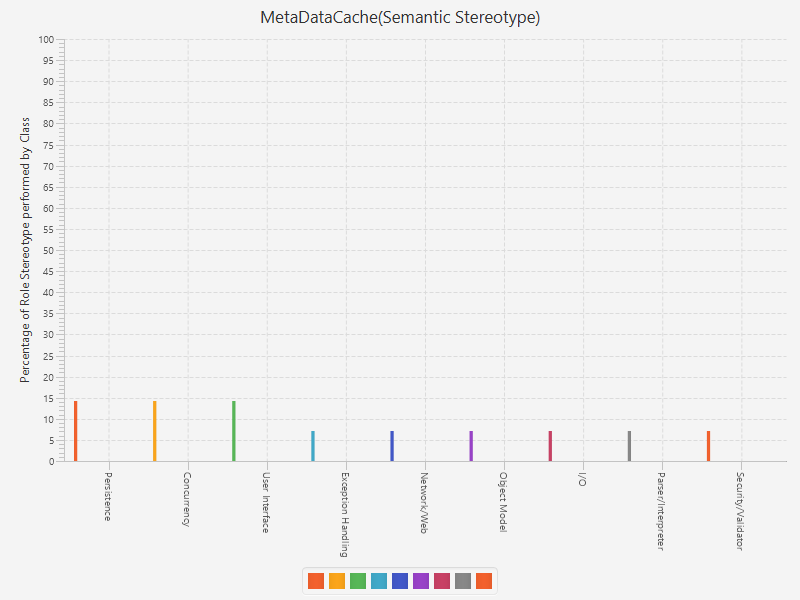 MetaDataCache(Semantic Stereotype)
Percentage of Role Stereotype performed by Class
100
95
90
85
80
75
70
65
60
55
50
45
40
35
30
25
20
15
10
5
0
Persistence
Concurrency
User Interface
Exception Handling
Network/Web
Object Model
I/O
Parser/Interpreter
Security/Validator